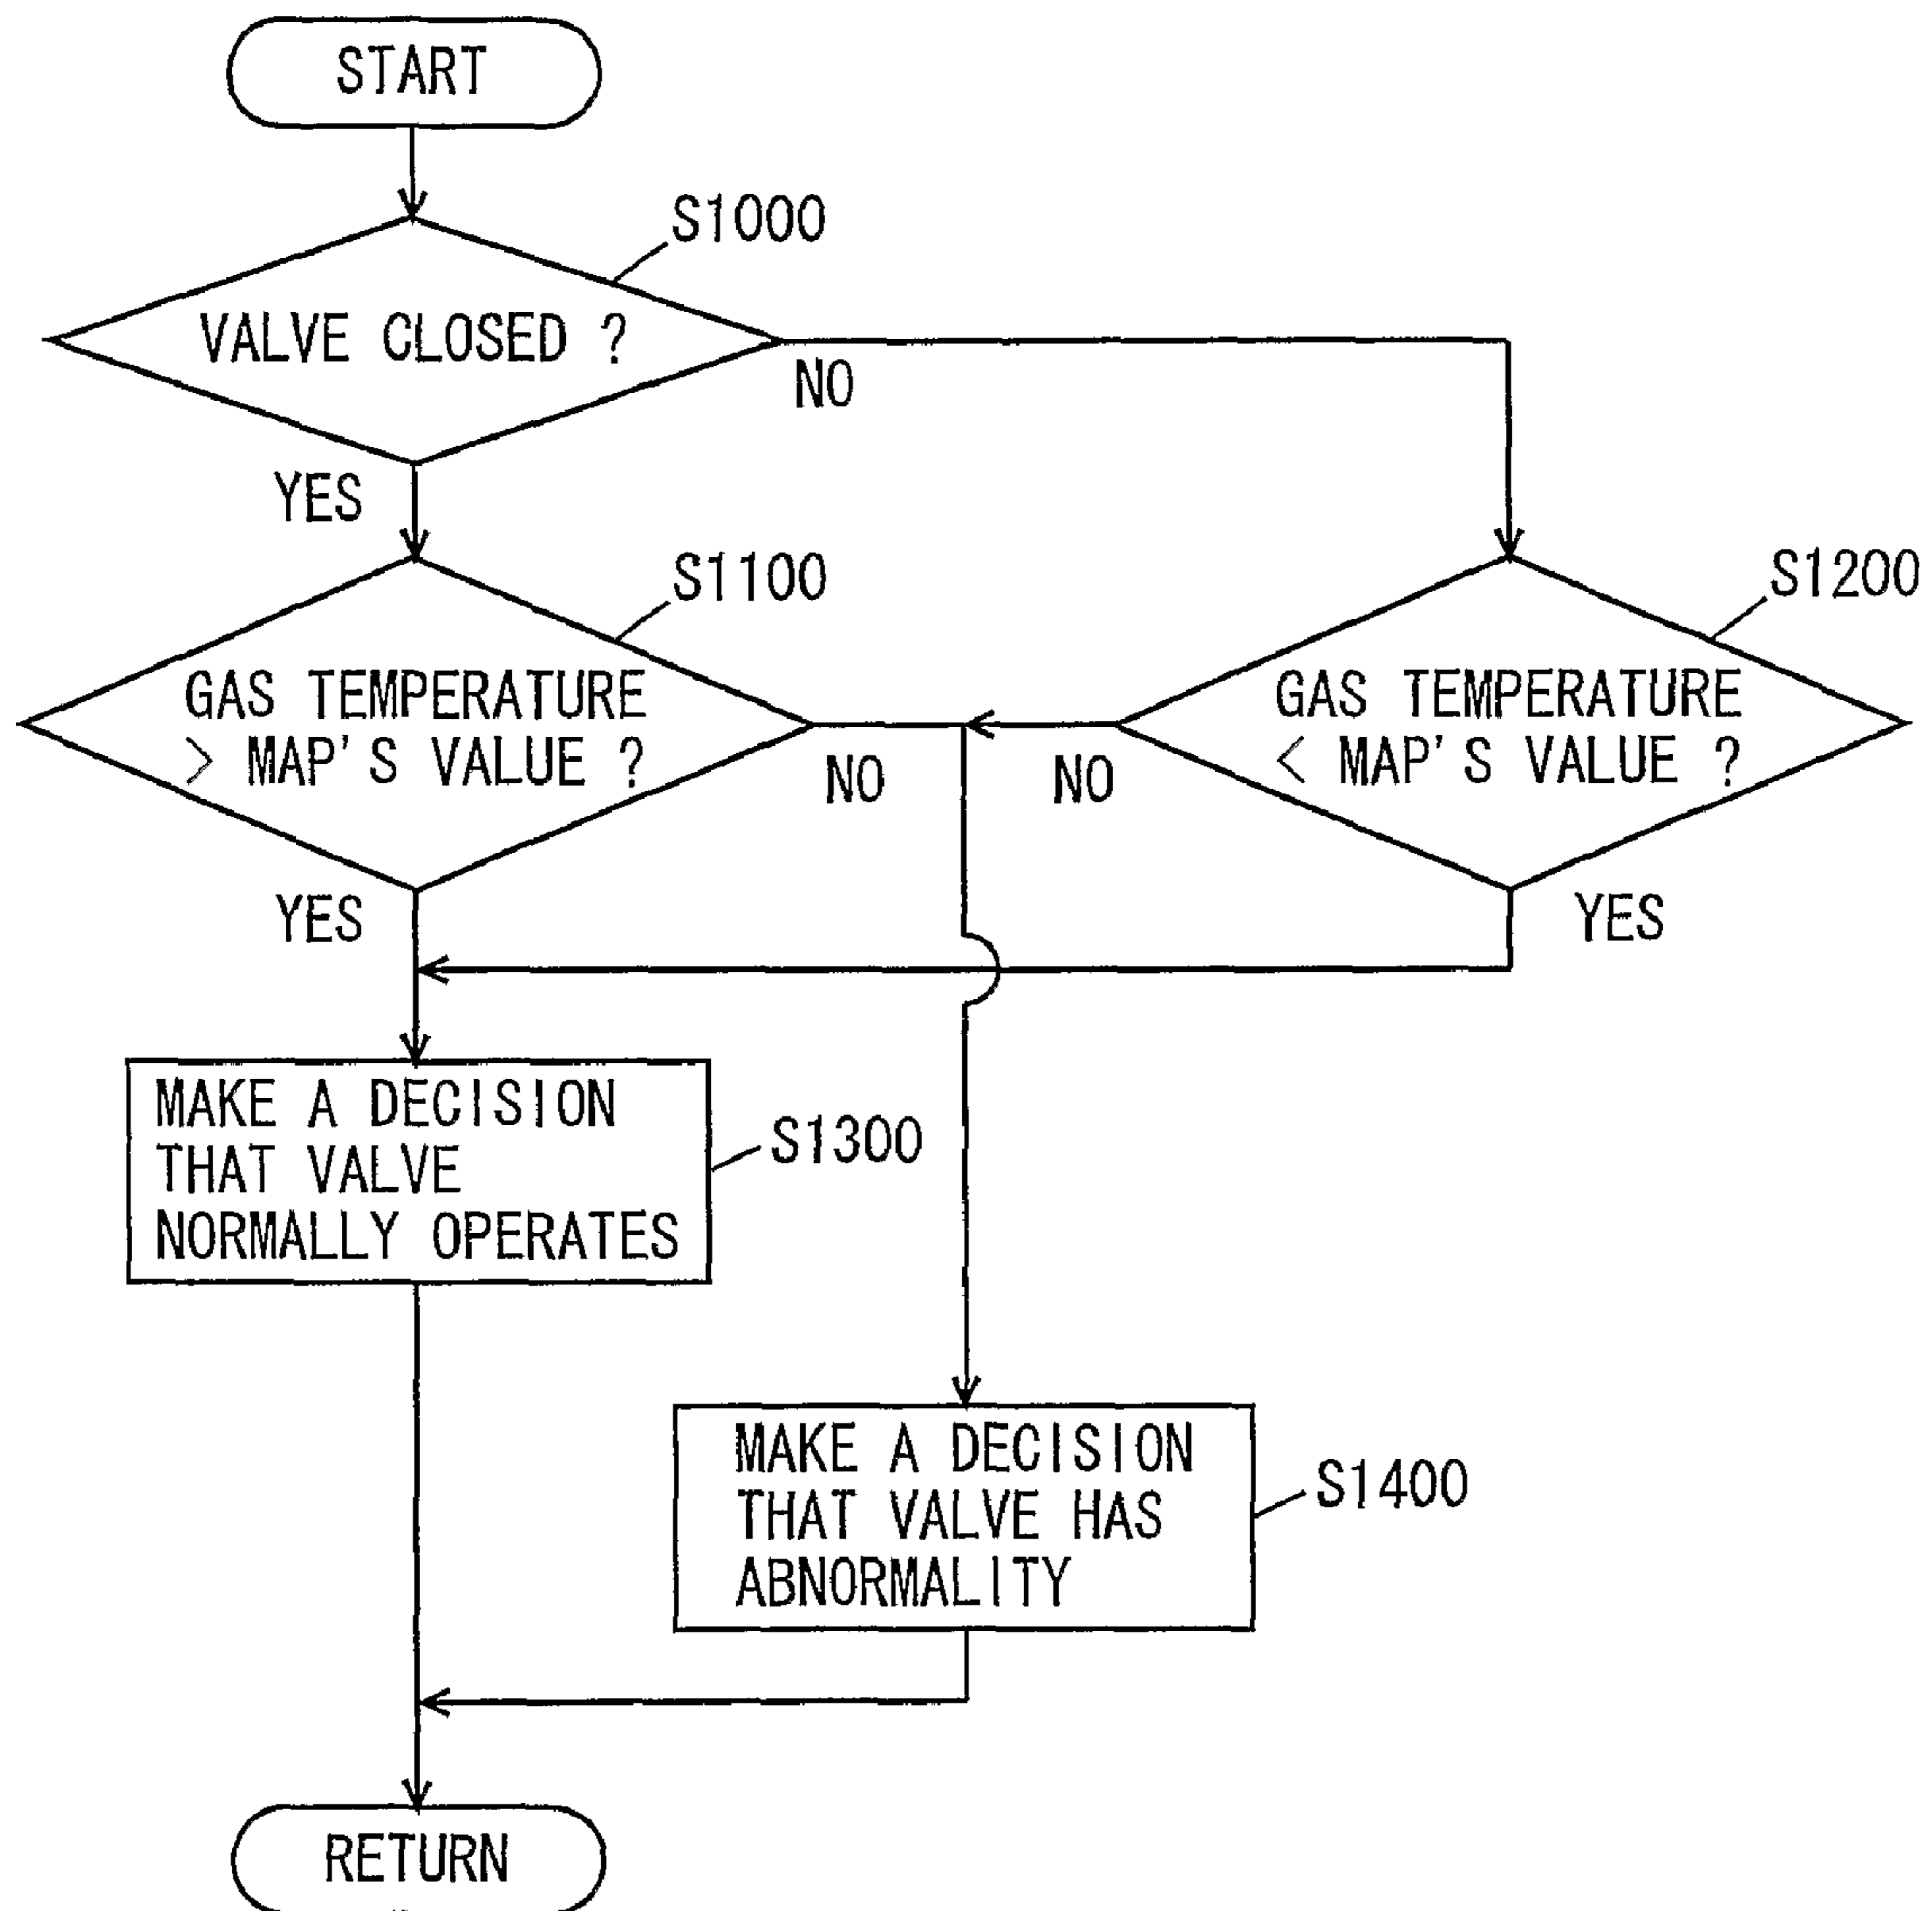 START
S1000
VALVE CLOSED ?
NO
YES
S1100
GAS TEMPERATURE
> MAP'S VALUE ?
NO
YES
S1200
GAS TEMPERATURE
< MAP'S VALUE ?
NO
YES
MAKE A DECISION
THAT VALVE
NORMALLY OPERATES
S1300
MAKE A DECISION
THAT VALVE HAS
ABNORMALITY
S1400
RETURN